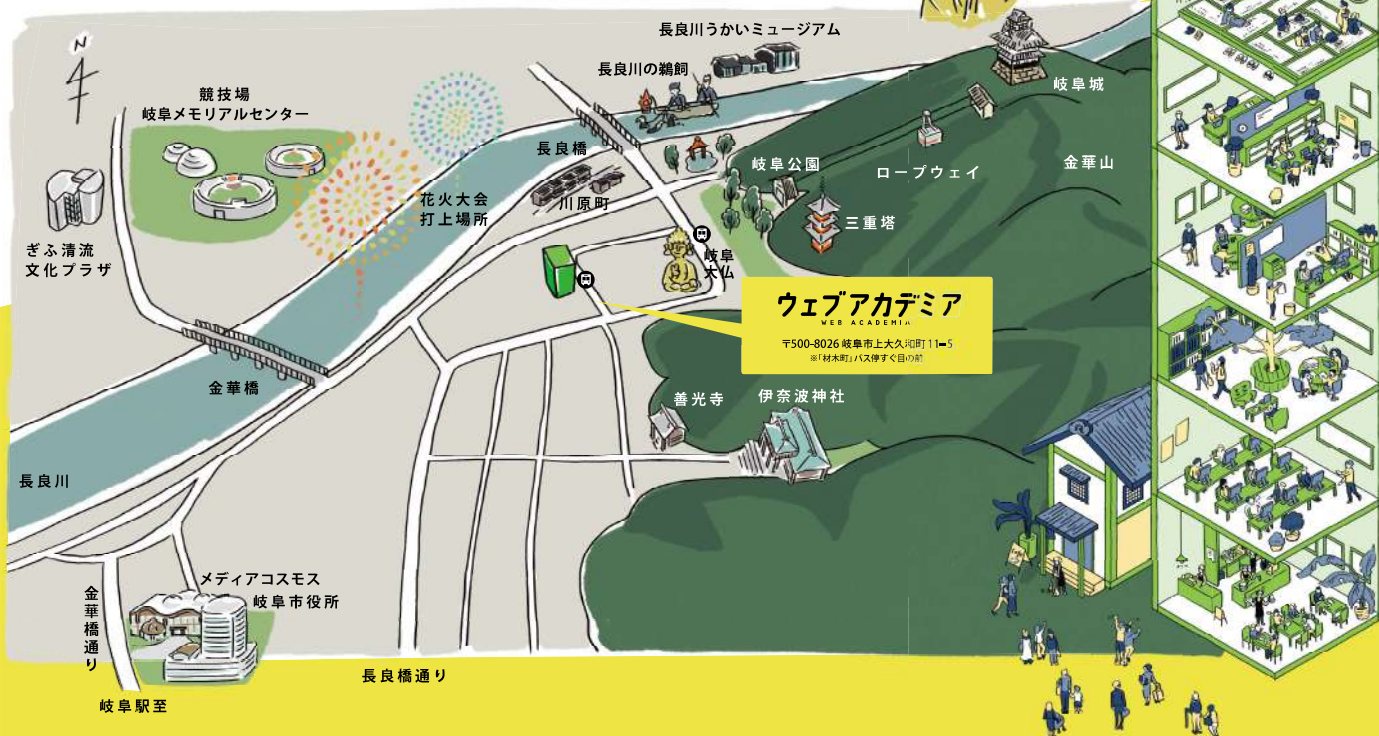 N
長良川うかいミュージアム
長良川の鵜飼
競技場
岐阜メモリアルセンター
岐阜城
長良橋
岐阜公園
ロープウェイ
金華山
花火大会
打上場所
川原町
三重塔
ぎふ清流
文化プラザ
岐阜
大仏
ウェブアカデミア
WEB ACADEMIA
〒500-8026 岐阜市上大久和町11-5
※「材木町」バス停すぐ目の前
金華橋
善光寺
伊奈波神社
長良川
メディアコスモス
岐阜市役所
金華橋通り
長良橋通り
岐阜駅至